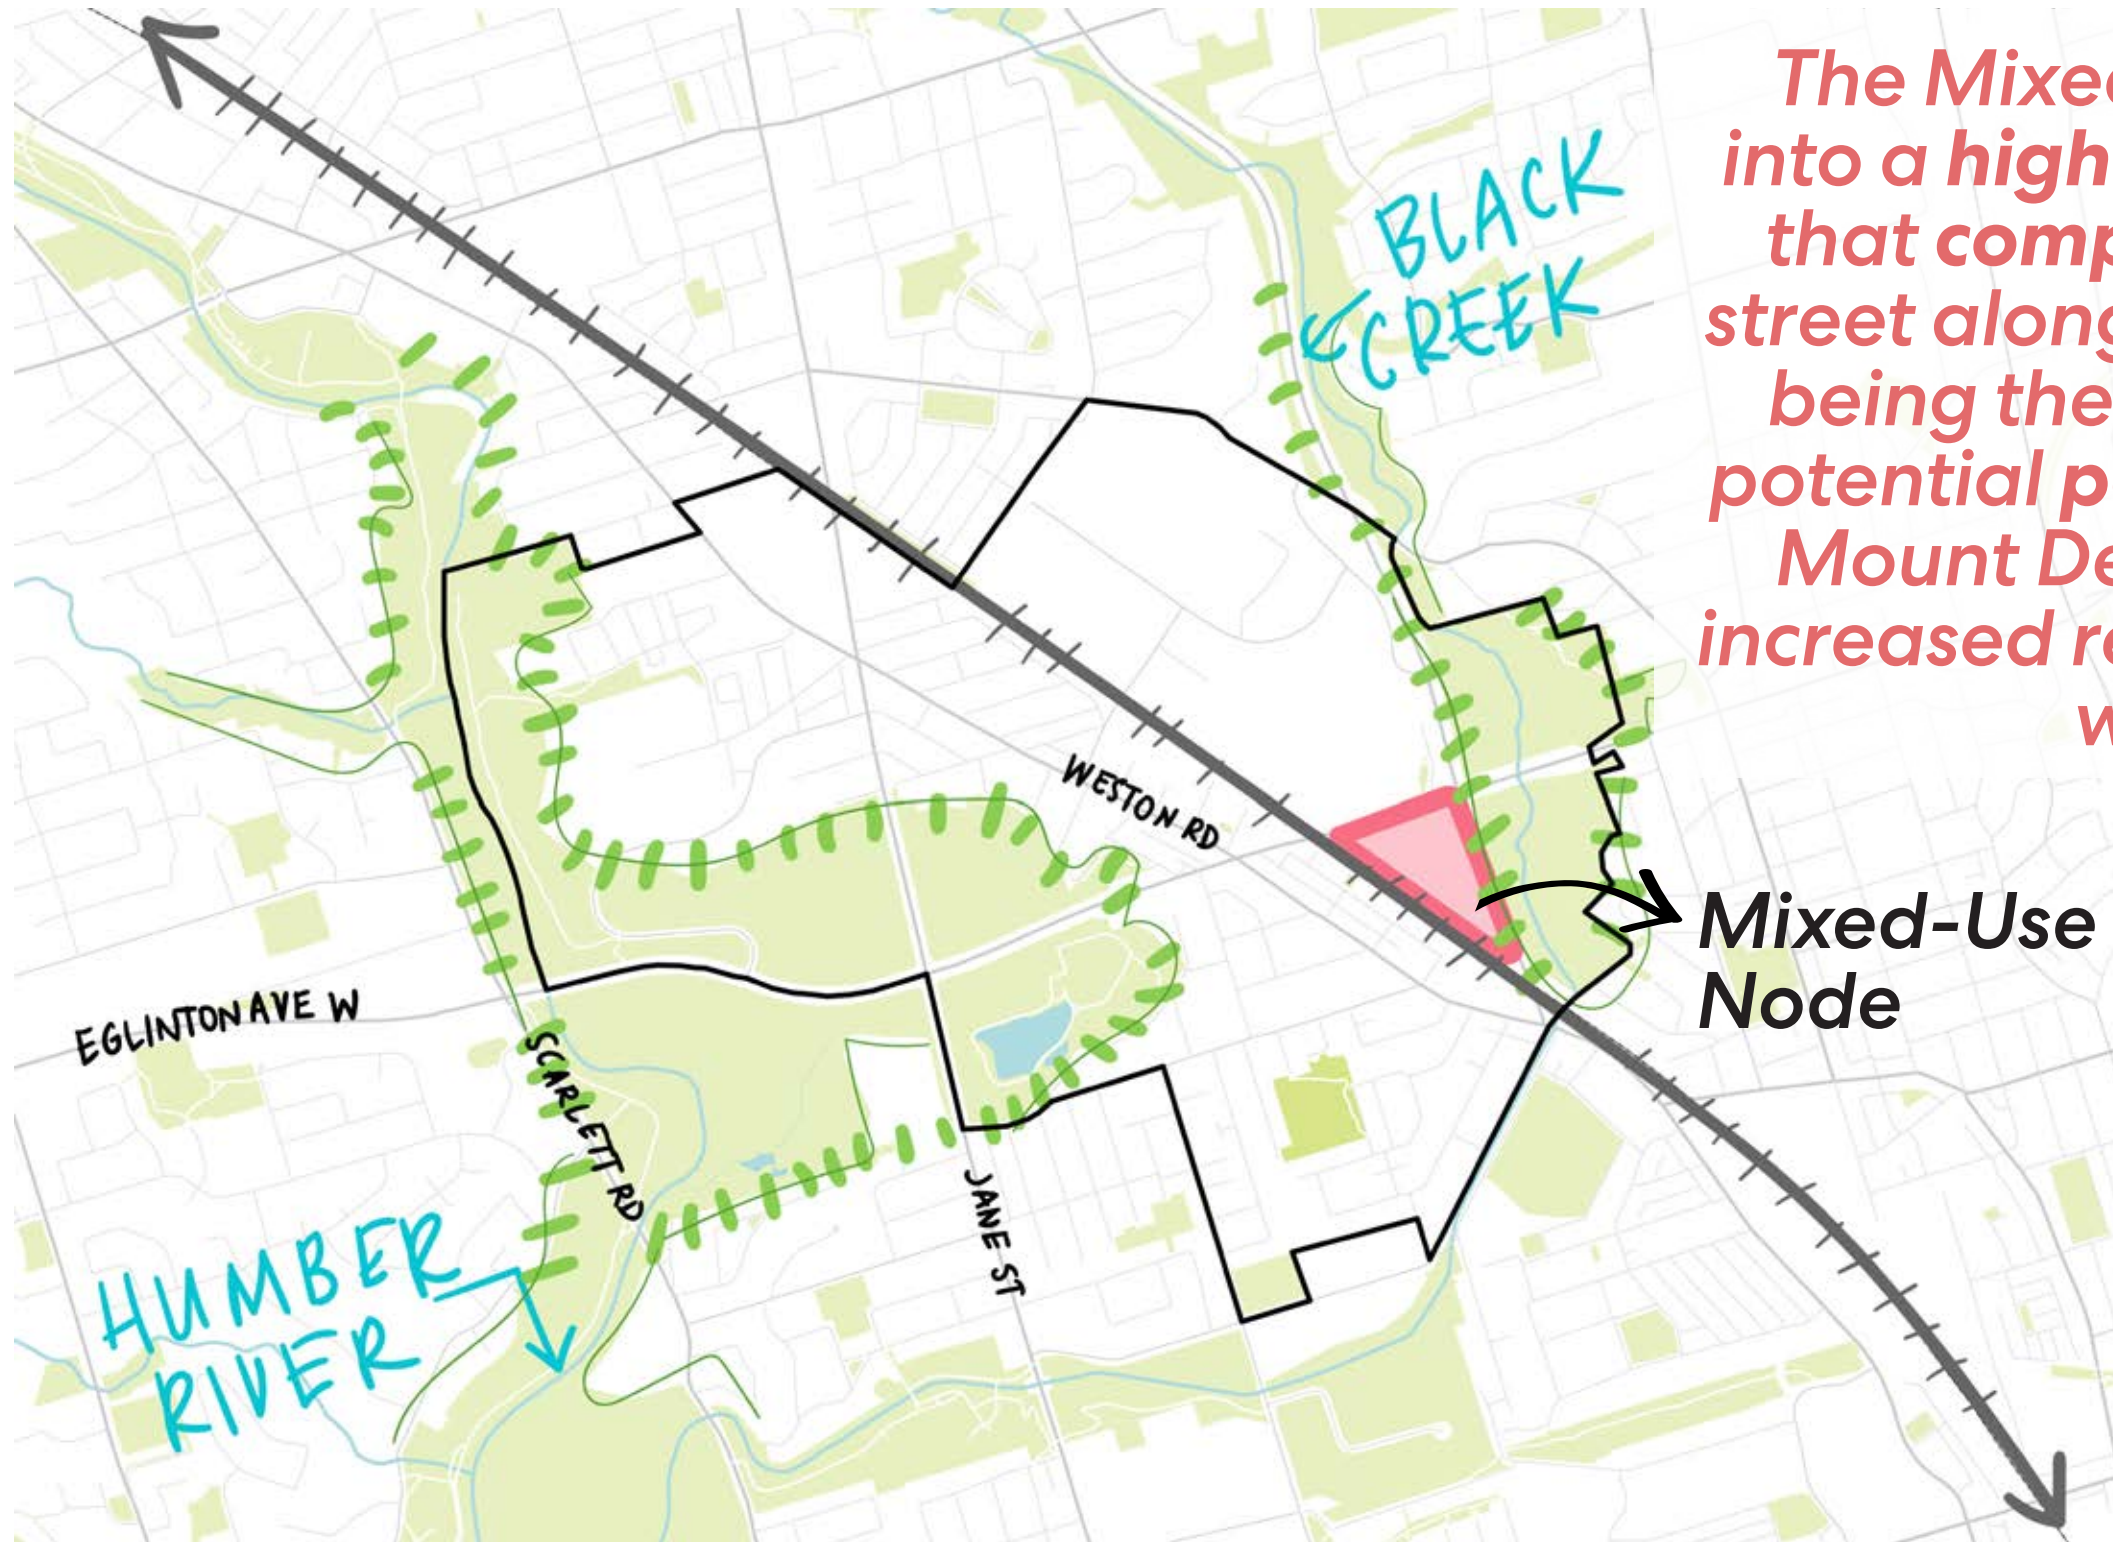 The Mixe
into a high
that comp
street along
being the
potential p
Mount De
increased re
w
BLACK
CREEK
WESTON RD
Mixed-Use
Node
EGLINTON AVE W
SCARLETT RD
JANE ST
HUMBER
RIVER